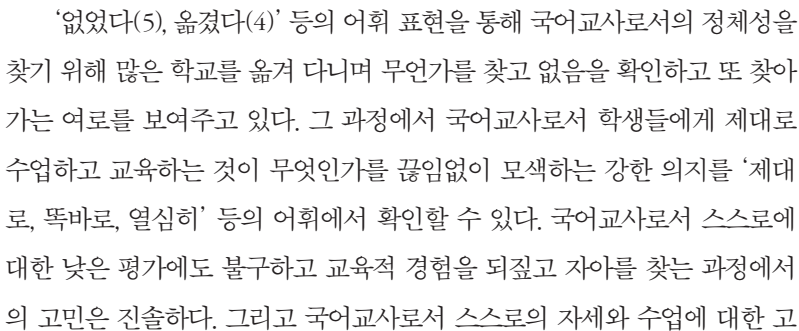 ‘없었다(5), 옮겼다(4)’ 등의 어휘 표현을 통해 국어교사로서의 정체성을
찾기 위해 많은 학교를 옮겨 다니며 무언가를 찾고 없음을 확인하고 또 찾아
가는 여로를 보여주고 있다. 그 과정에서 국어교사로서 학생들에게 제대로
수업하고 교육하는 것이 무엇인가를 끊임없이 모색하는 강한 의지를 ‘제대
로, 똑바로, 열심히’ 등의 어휘에서 확인할 수 있다. 국어교사로서 스스로에
대한 낮은 평가에도 불구하고 교육적 경험을 되짚고 자아를 찾는 과정에서
의 고민은 진솔하다. 그리고 국어교사로서 스스로의 자세와 수업에 대한 고